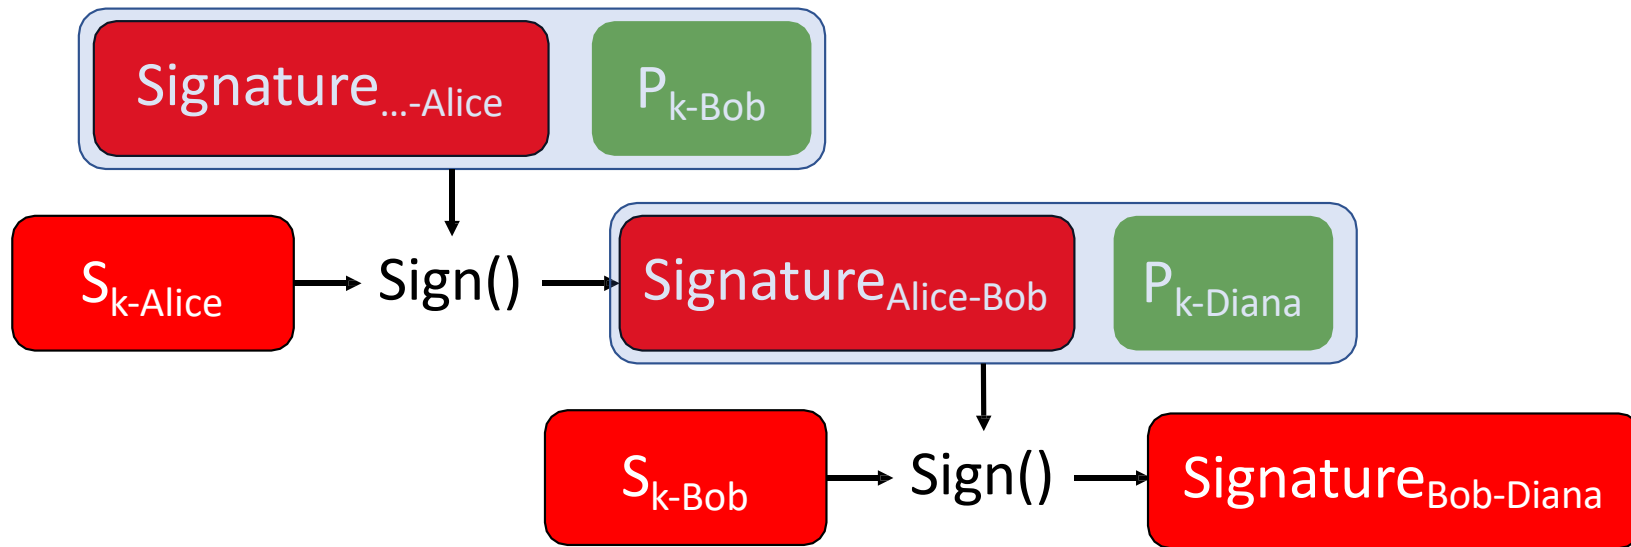 Signature...-Alice Pk-Bob
Sk-Alice Sign() SignatureAlice-Bob Pk-Diana
Sk-Bob Sign() SignatureBob-Diana